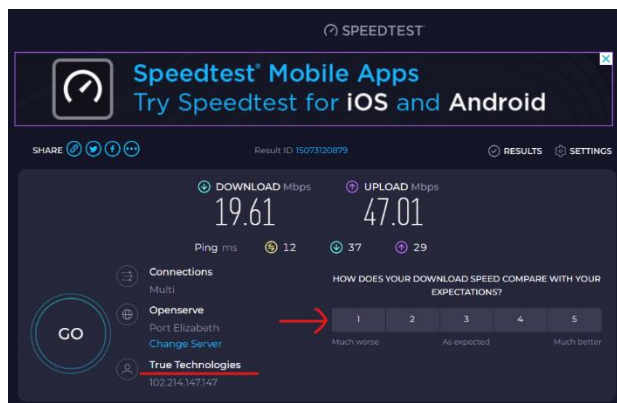 SPEEDTEST
Speedtest® Mobile Apps
Try Speedtest for iOS and Android
SHARE Result ID 15073120879 RESULTS SETTINGS
DOWNLOAD Mbps UPLOAD Mbps
19.61 47.01
Ping ms 12 37 29
Connections
Multi
HOW DOES YOUR DOWNLOAD SPEED COMPARE WITH YOUR
EXPECTATIONS?
Openserve
Port Elizabeth
Change Server
1 2 3 4 5
Much worse As expected Much better
GO
True Technologies
102.214.147.147